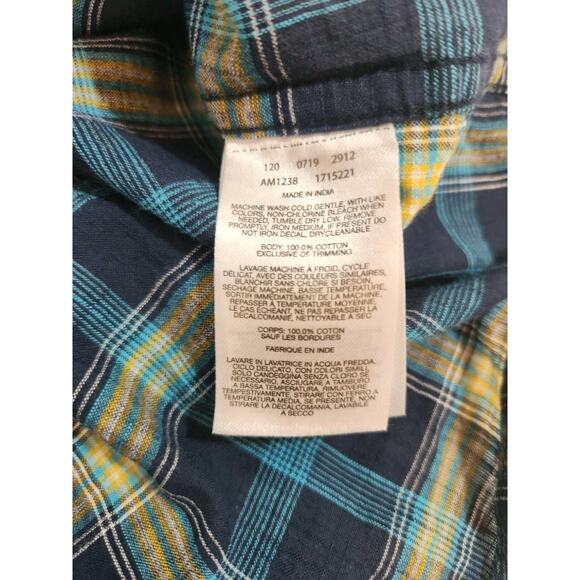 120 0719 2912
AM1238 1715221
MADE IN INDIA
MACHINE WASH COLD GENTLE, WITH LIKE
COLORS, NON-CHLORINE BLEACH WHEN
NEEDED, TUMBLE DRY LOW. REMOVE
PROMPTLY, IRON MEDIUM, IF PRESENT DO
NOT IRON DECAL, DRYCLEANABLE
BODY: 100.0% COTTON
EXCLUSIVE OF TRIMMING
LAVAGE MACHINE À FROID, CYCLE
DÉLICAT, AVEC DES COULEURS SIMILAIRES,
BLANCHIR SANS CHLORE SI BESOIN,
SECHAGE MACHINE, BASSE TEMPERATURE,
SORTIR IMMÉDIATEMENT DE LA MACHINE,
REPASSER À TEMPERATURE MOYENNE,
LE CAS ÉCHEANT, NE PAS REPASSER LA
DECALCOMANIE, NETTOYABLE A SEC
CORPS: 100.0% COTON
SAUF LES BORDURES
FABRIQUÉ EN INDE
LAVARE IN LAVATRICE IN ACQUA FREDDA,
CICLO DELICATO, CON COLORI SIMILI,
SOLO CANDEGGINA SENZA CLORO SE
NECESSARIO, ASCIUGARE A TAMBURO
A BASSA TEMPERATURA, RIMUOVERE
TEMPESTIVAMENTE, STIRARE CON FERRO A
TEMPERATURA MEDIA, SE PRESENTE, NON
STIRARE LA DECALCOMANIA, LAVABILE
A SECCO